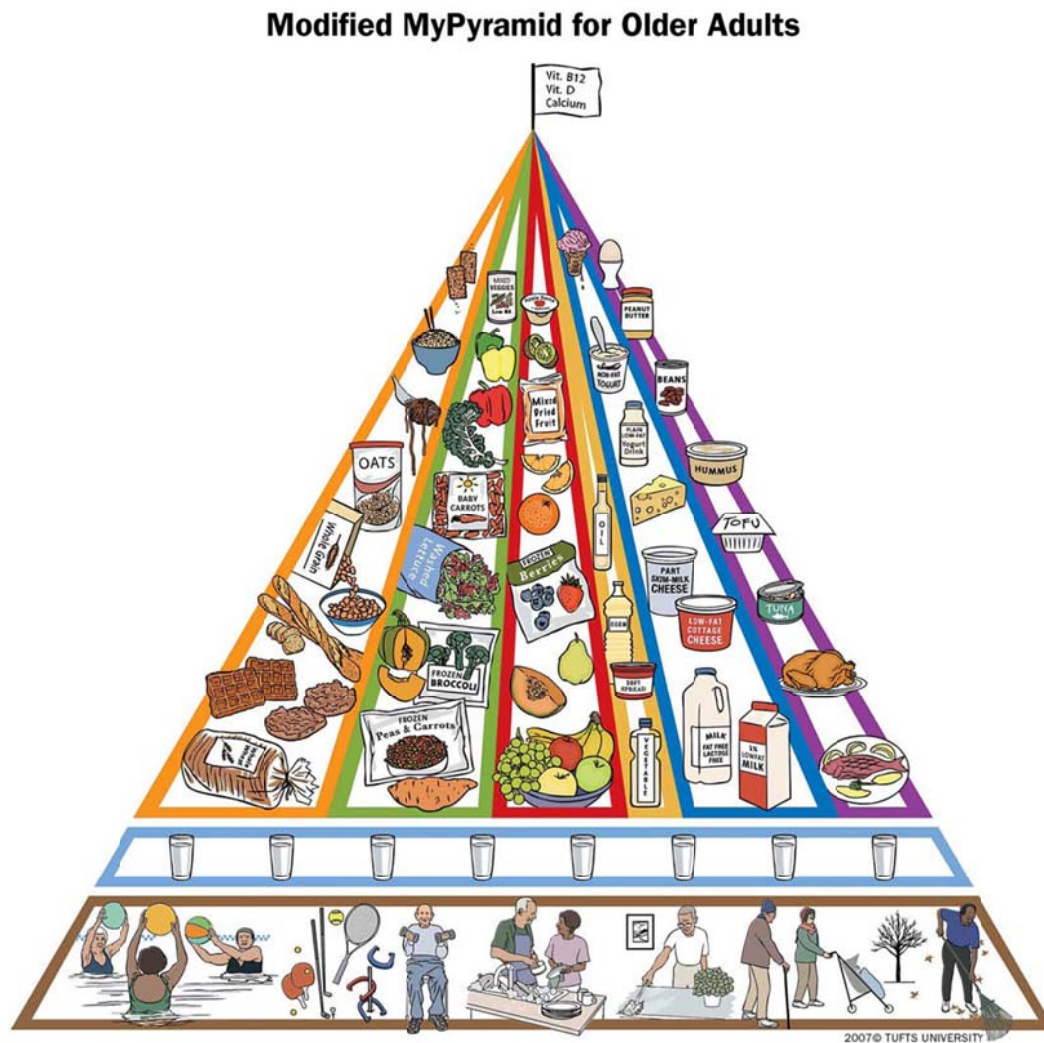 Modified MyPyramid for Older Adults
Vit. B12
Vit. D
Calcium
MIXED
VEGGIES
Low NA
PEANUT
BUTTER
NON-FAT
YOGURT
BEANS
Mixed
Dried
Fruit
PLAIN
LOW-FAT
Yogurt
Drink
OATS
HUMMUS
BABY
CARROTS
OIL
TOFU
Whole Grain
Washed
Lettuce
FROZEN
Berries
PART
SKIM-MILK
CHEESE
TUNA
LOW-FAT
COTTAGE
CHEESE
FROZEN
BROCCOLI
SOFT
SPREAD
FROZEN
Peas & Carrots
Whole
Wheat
VEGETABLE
MILK
FAT FREE
LACTOSE
FREE
1%
LOWFAT
MILK
2007© TUFTS UNIVERSITY